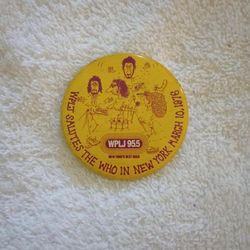 WPLJ SALUTES THE WHO IN NEW YORK MARCH 10, 1976
WPLJ 95.5
NEW YORK'S BEST ROCK